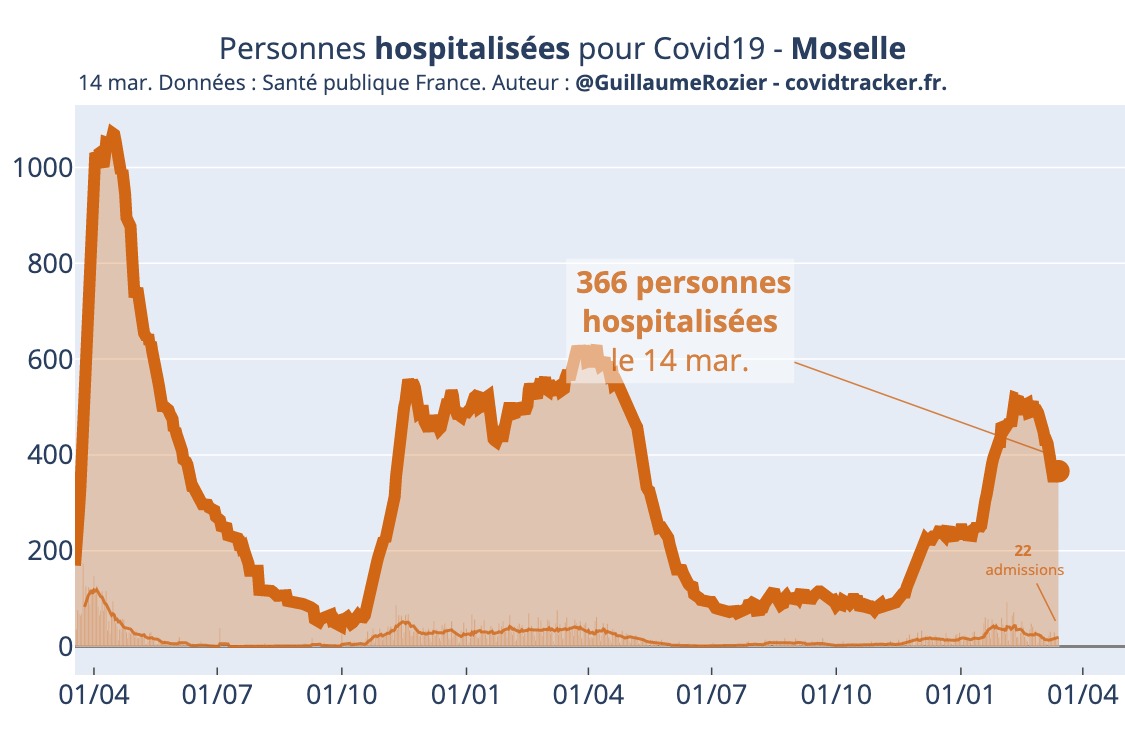 Personnes hospitalisées pour Covid19 - Moselle
14 mar. Données : Santé publique France. Auteur : @GuillaumeRozier - covidtracker.fr.
1000
800
600
400
200
0
366 personnes
hospitalisées
le 14 mar.
22
admissions
01/04 01/07 01/10 01/01 01/04 01/07 01/10 01/01 01/04